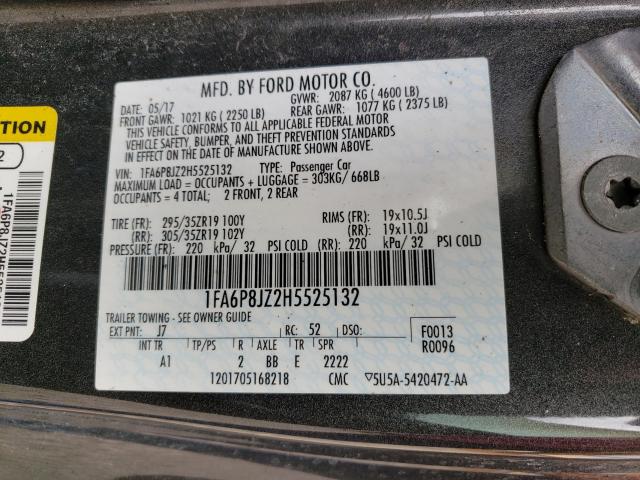 MFD. BY FORD MOTOR CO.
DATE: 05/17 GVWR: 2087 KG ( 4600 LB)
FRONT GAWR: 1021 KG ( 2250 LB) REAR GAWR: 1077 KG ( 2375 LB)
THIS VEHICLE CONFORMS TO ALL APPLICABLE FEDERAL MOTOR
VEHICLE SAFETY, BUMPER, AND THEFT PREVENTION STANDARDS
IN EFFECT ON THE DATE OF MANUFACTURE SHOWN ABOVE.
VIN: 1FA6P8JZ2H5525132 TYPE: Passenger Car
MAXIMUM LOAD = OCCUPANTS + LUGGAGE = 303KG/ 668LB
OCCUPANTS = 4 TOTAL; 2 FRONT, 2 REAR
TIRE (FR): 295/35ZR19 100Y RIMS (FR): 19x10.5J
(RR): 305/35ZR19 102Y (RR): 19x11.0J
PRESSURE (FR): 220 kPa/ 32 PSI COLD (RR): 220 kPa/ 32 PSI COLD
1FA6P8JZ2H5525132
TRAILER TOWING - SEE OWNER GUIDE
EXT PNT: J7 RC: 52 DSO: F0013
R0096
INT TR TP/PS R AXLE TR SPR
A1 2 BB E 2222
1201705168218 CMC 5U5A-5420472-AA
TION
2